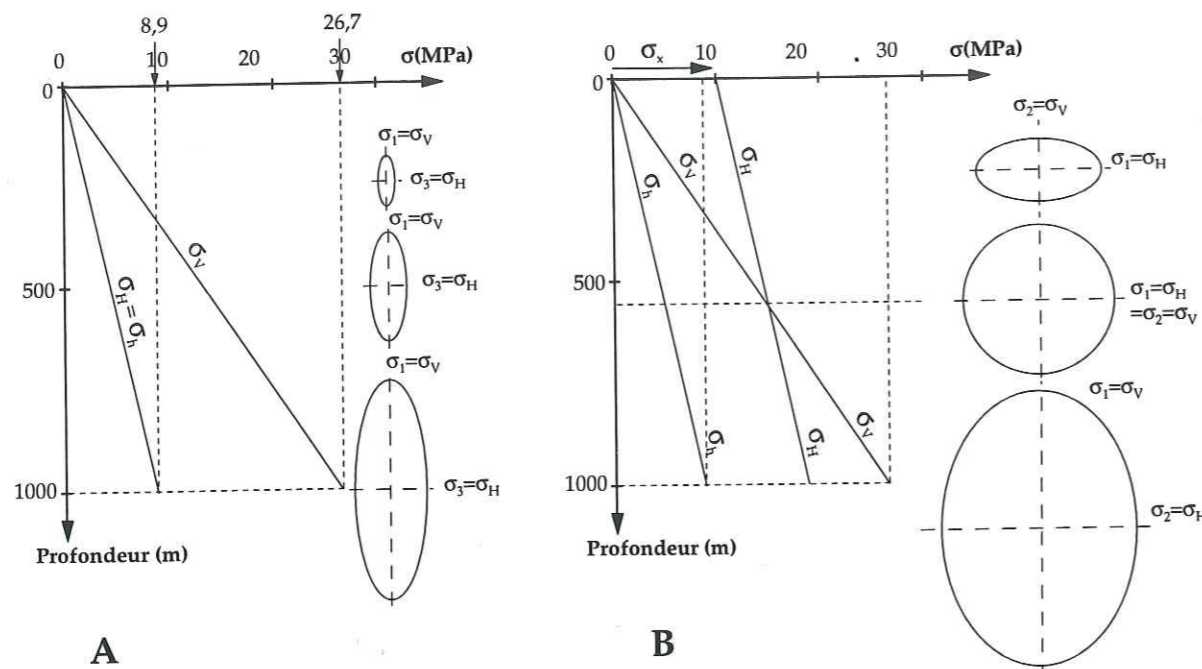 8,9 26,7
0 10 20 30 σ(MPa)
0
500
1000
Profondeur (m)
σV
σH = σh
σ1=σV
σ3=σH
σ1=σV
σ3=σH
σ1=σV
σ3=σH
A
0 σx 10 20 30 σ(MPa)
0
500
1000
Profondeur (m)
σh
σV
σH
σh
σH
σV
σ2=σV
σ1=σH
σ1=σH
=σ2=σV
σ1=σV
σ2=σH
B